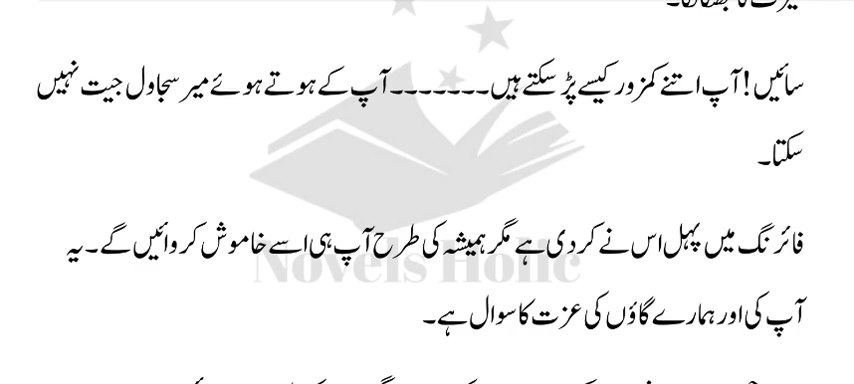 سائیں! آپ اتنے کمزور کیسے پڑ سکتے ہیں۔۔۔۔۔۔۔ آپ کے ہوتے ہوئے میر سجاول جیت نہیں
سکتا۔
فائرنگ میں پہل اس نے کر دی ہے مگر ہمیشہ کی طرح آپ ہی اسے خاموش کروائیں گے۔ یہ
Novels Holic
آپ کی اور ہمارے گاؤں کی عزت کا سوال ہے۔